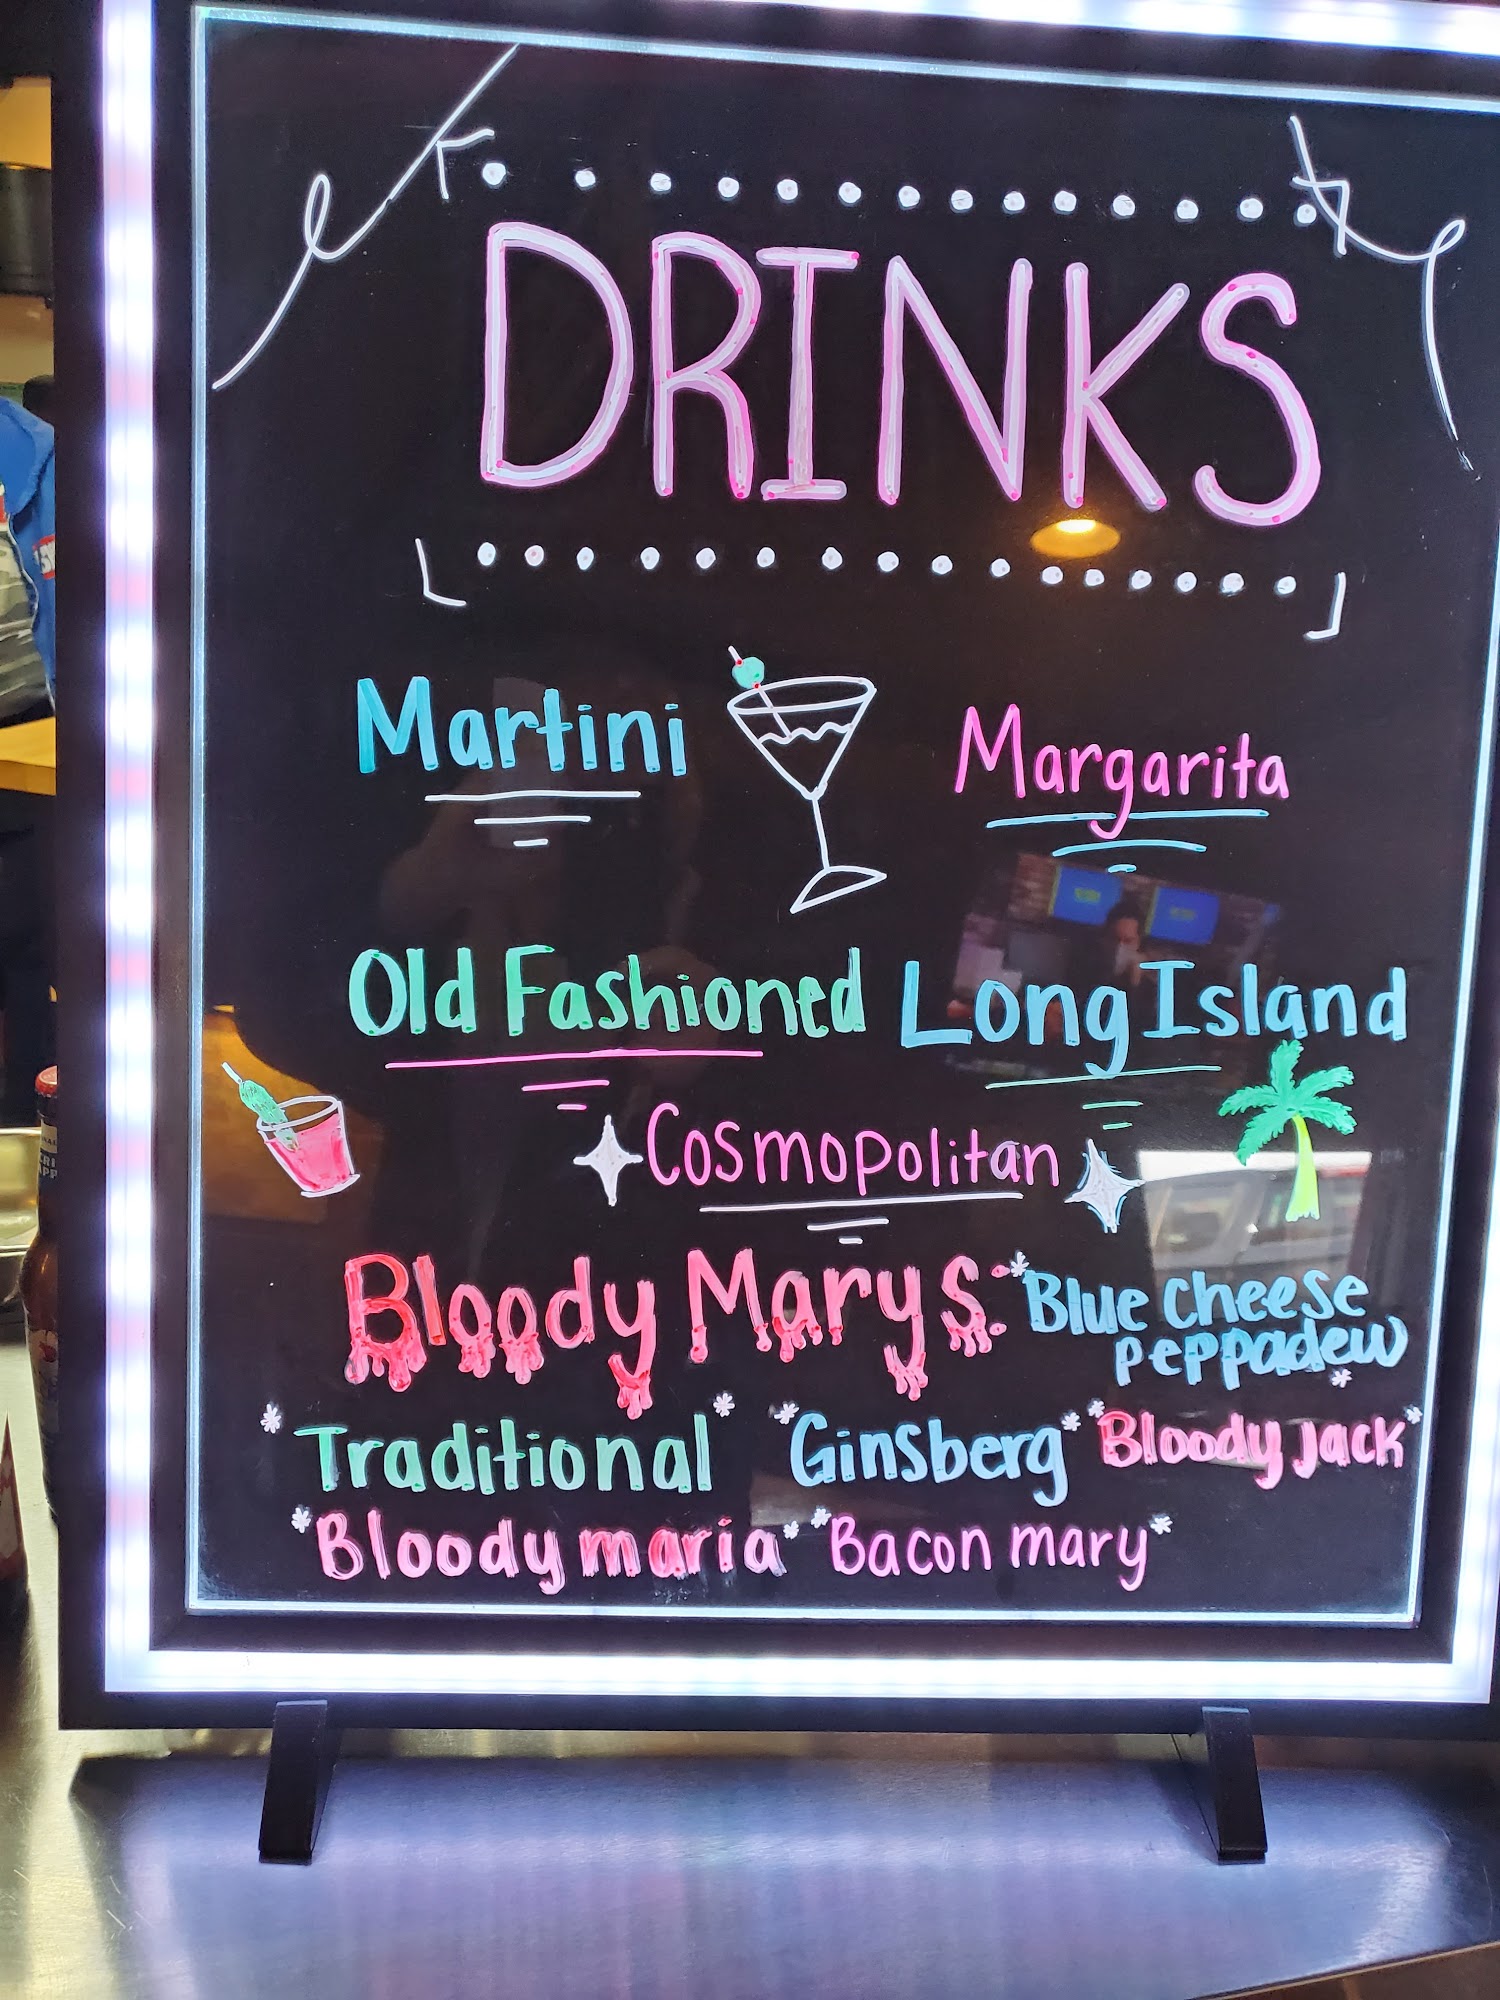 DRINKS
Martini Margarita
Old Fashioned Long Island
Cosmopolitan
Bloody Marys: *Blue cheese
peppadew*
*Traditional* *Ginsberg* *Bloody Jack*
*Bloody maria* *Bacon mary*